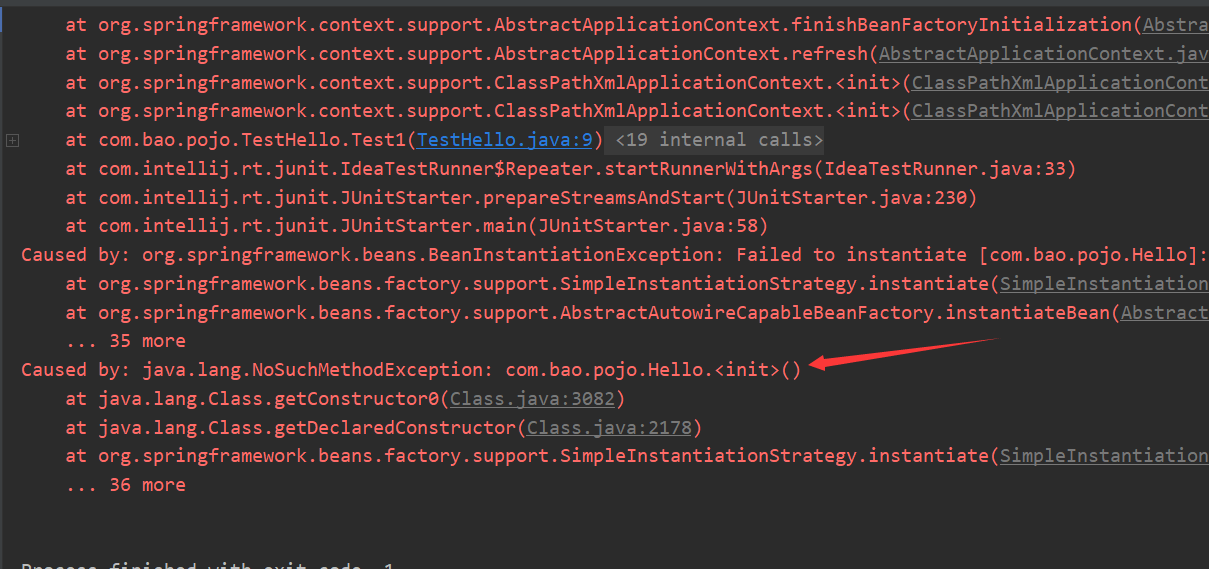 at org.springframework.context.support.AbstractApplicationContext.finishBeanFactoryInitialization(Abstra
at org.springframework.context.support.AbstractApplicationContext.refresh(AbstractApplicationContext.jav
at org.springframework.context.support.ClassPathXmlApplicationContext.<init>(ClassPathXmlApplicationCont
at org.springframework.context.support.ClassPathXmlApplicationContext.<init>(ClassPathXmlApplicationCont
at com.bao.pojo.TestHello.Test1(TestHello.java:9) <19 internal calls>
at com.intellij.rt.junit.IdeaTestRunner$Repeater.startRunnerWithArgs(IdeaTestRunner.java:33)
at com.intellij.rt.junit.JUnitStarter.prepareStreamsAndStart(JUnitStarter.java:230)
at com.intellij.rt.junit.JUnitStarter.main(JUnitStarter.java:58)
Caused by: org.springframework.beans.BeanInstantiationException: Failed to instantiate [com.bao.pojo.Hello]:
at org.springframework.beans.factory.support.SimpleInstantiationStrategy.instantiate(SimpleInstantiation
at org.springframework.beans.factory.support.AbstractAutowireCapableBeanFactory.instantiateBean(Abstract
... 35 more
Caused by: java.lang.NoSuchMethodException: com.bao.pojo.Hello.<init>()
at java.lang.Class.getConstructor0(Class.java:3082)
at java.lang.Class.getDeclaredConstructor(Class.java:2178)
at org.springframework.beans.factory.support.SimpleInstantiationStrategy.instantiate(SimpleInstantiation
... 36 more
Process finished with exit code